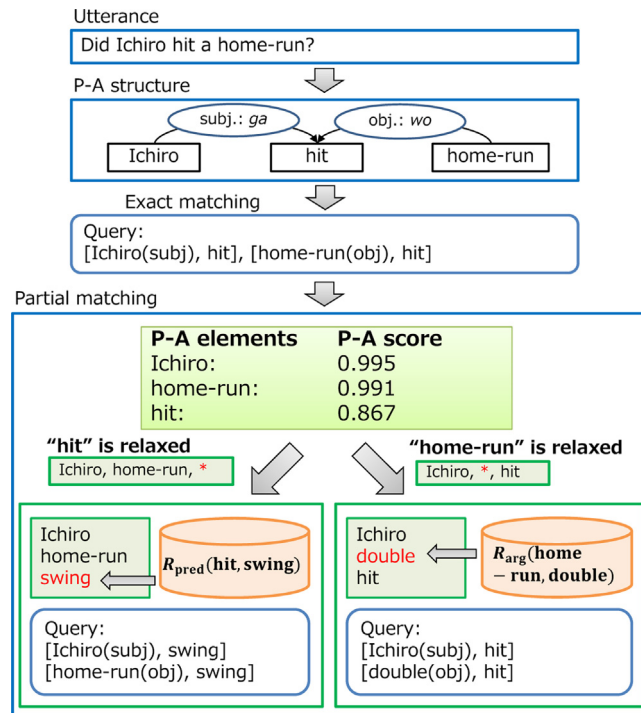 Utterance
Did Ichiro hit a home-run?
P-A structure
subj.: ga
obj.: wo
Ichiro
hit
home-run
Exact matching
Query:
[Ichiro(subj), hit], [home-run(obj), hit]
Partial matching
P-A elements P-A score
Ichiro: 0.995
home-run: 0.991
hit: 0.867
“hit” is relaxed
Ichiro, home-run, *
“home-run” is relaxed
Ichiro, *, hit
Ichiro
home-run
swing
Rpred(hit, swing)
Query:
[Ichiro(subj), swing]
[home-run(obj), swing]
Ichiro
double
hit
Rarg(home
− run, double)
Query:
[Ichiro(subj), hit]
[double(obj), hit]